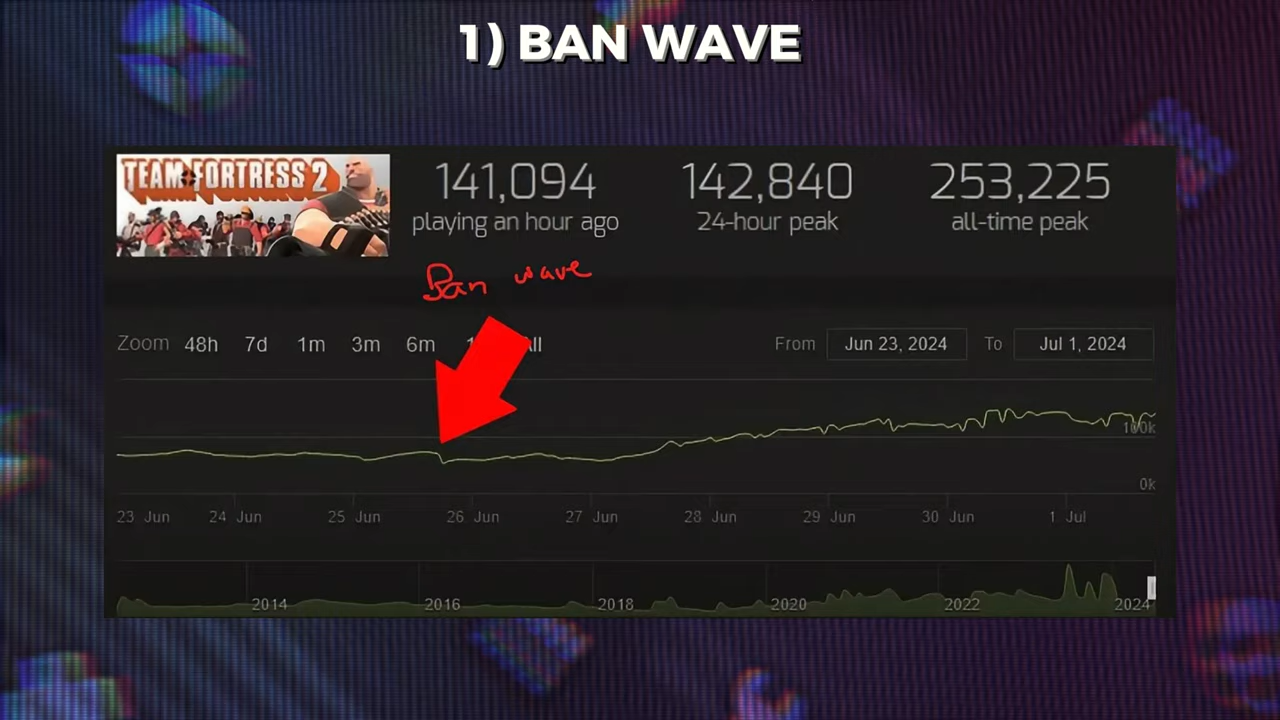 1) BAN WAVE
TEAM FORTRESS 2
141,094
playing an hour ago
142,840
24-hour peak
253,225
all-time peak
Ban wave
Zoom 48h 7d 1m 3m 6m
From Jun 23, 2024 To Jul 1, 2024
100k
0k
23 Jun 24 Jun 25 Jun 26 Jun 27 Jun 28 Jun 29 Jun 30 Jun 1 Jul
2014 2016 2018 2020 2022 2024